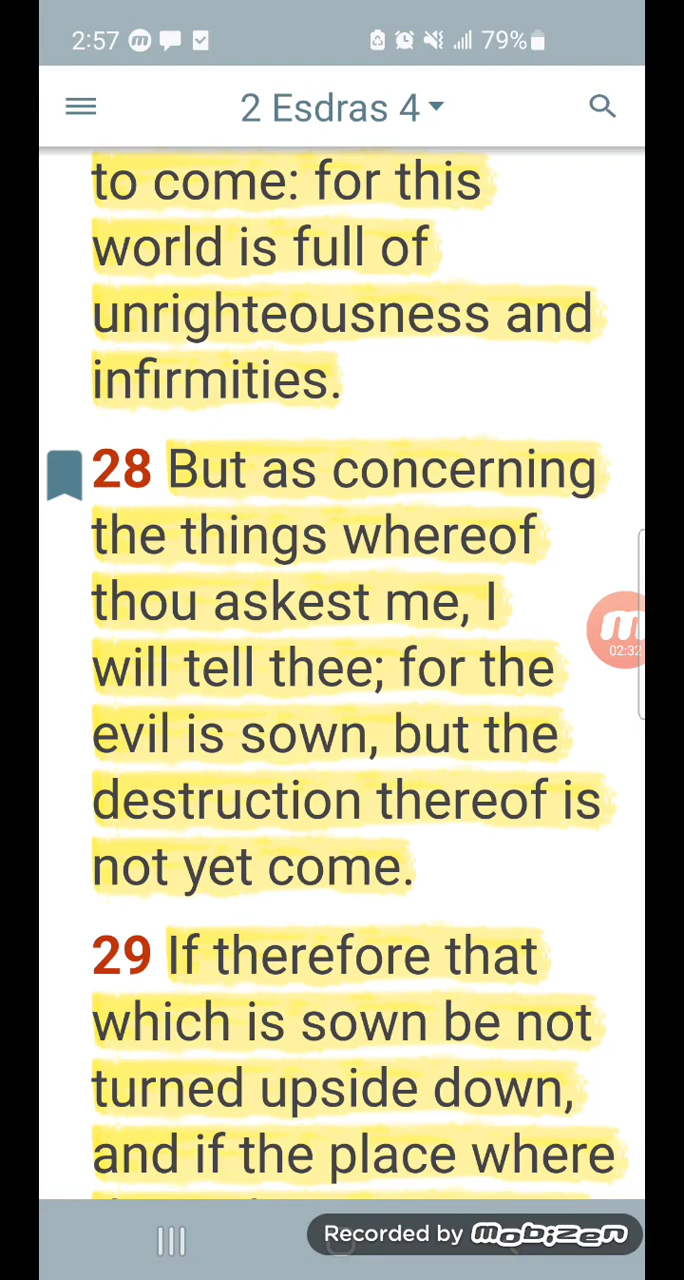 2:57 m 79%
2 Esdras 4
to come: for this
world is full of
unrighteousness and
infirmities.
28 But as concerning
the things whereof
thou askest me, I
will tell thee; for the
evil is sown, but the
destruction thereof is
not yet come.
m
02:32
29 If therefore that
which is sown be not
turned upside down,
and if the place where
Recorded by mobizen